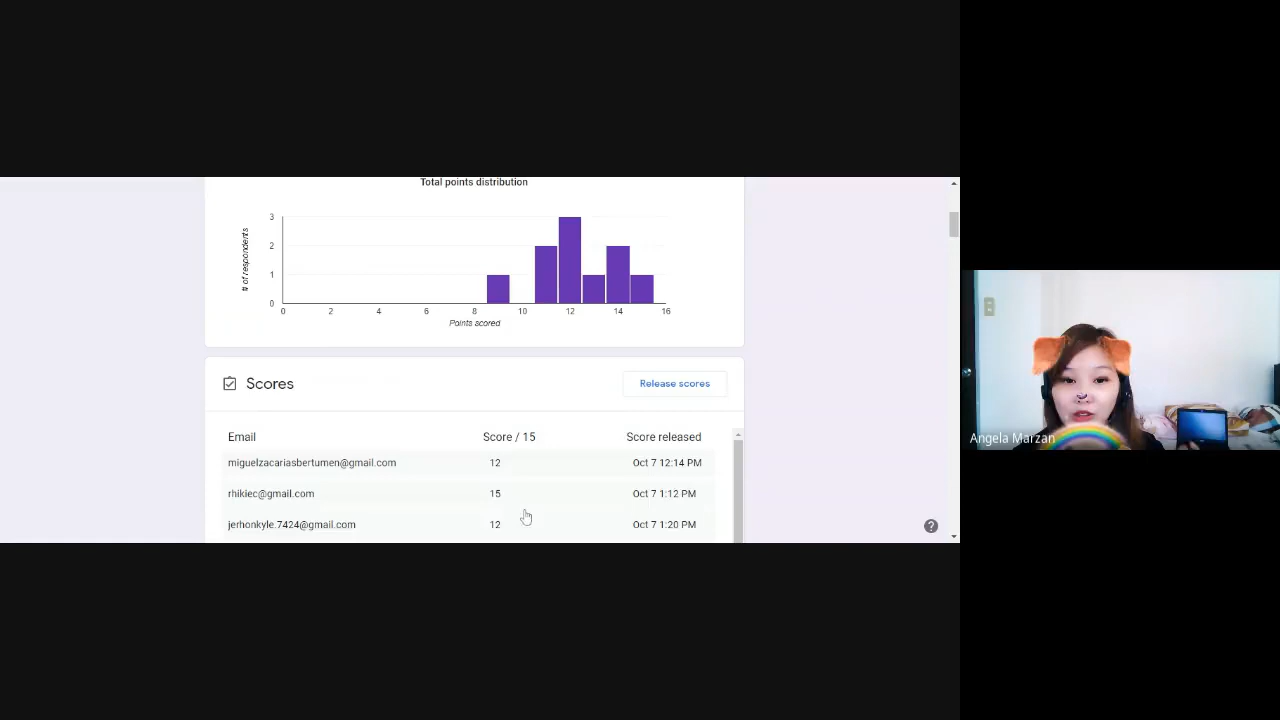 Total points distribution
3
2
1
0
# of respondents
0 2 4 6 8 10 12 14 16
Points scored
Scores
Release scores
Email Score / 15 Score released
miguelzacariasbertumen@gmail.com 12 Oct 7 12:14 PM
rhikiec@gmail.com 15 Oct 7 1:12 PM
jerhonkyle.7424@gmail.com 12 Oct 7 1:20 PM
?
Angela Marzan